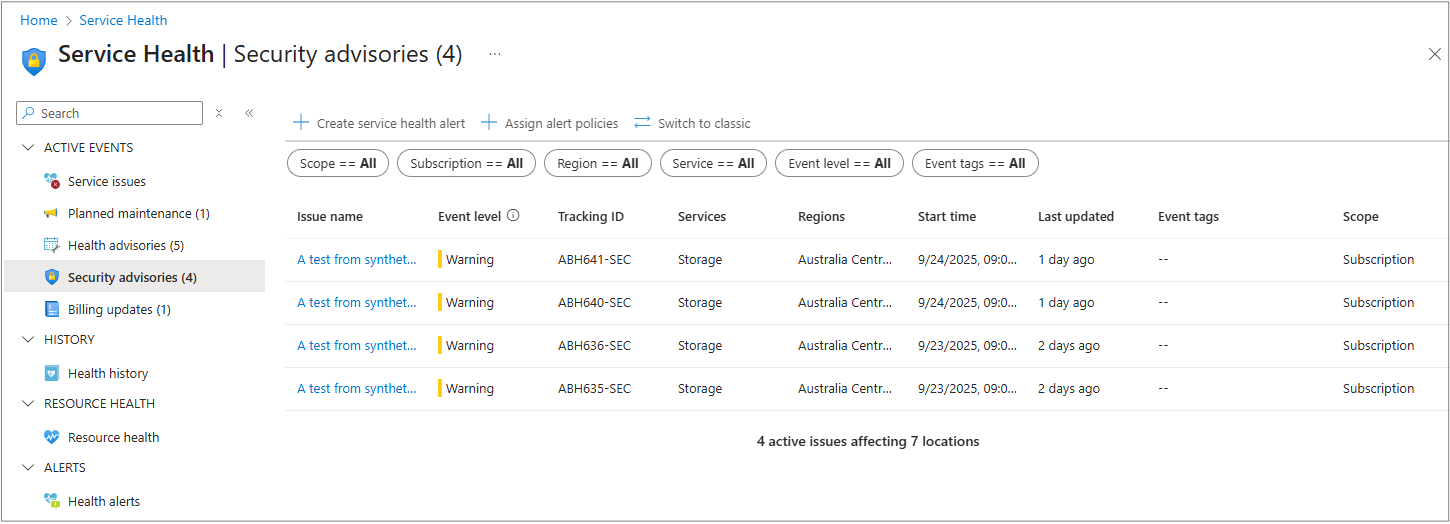 Home > Service Health
Service Health | Security advisories (4) ...
Search
ACTIVE EVENTS
Service issues
Planned maintenance (1)
Health advisories (5)
Security advisories (4)
Billing updates (1)
HISTORY
Health history
RESOURCE HEALTH
Resource health
ALERTS
Health alerts
Create service health alert Assign alert policies Switch to classic
Scope == All Subscription == All Region == All Service == All Event level == All Event tags == All
Issue name Event level Tracking ID Services Regions Start time Last updated Event tags Scope
A test from synthet... Warning ABH641-SEC Storage Australia Centr... 9/24/2025, 09:0... 1 day ago -- Subscription
A test from synthet... Warning ABH640-SEC Storage Australia Centr... 9/24/2025, 09:0... 1 day ago -- Subscription
A test from synthet... Warning ABH636-SEC Storage Australia Centr... 9/23/2025, 09:0... 2 days ago -- Subscription
A test from synthet... Warning ABH635-SEC Storage Australia Centr... 9/23/2025, 09:0... 2 days ago -- Subscription
4 active issues affecting 7 locations